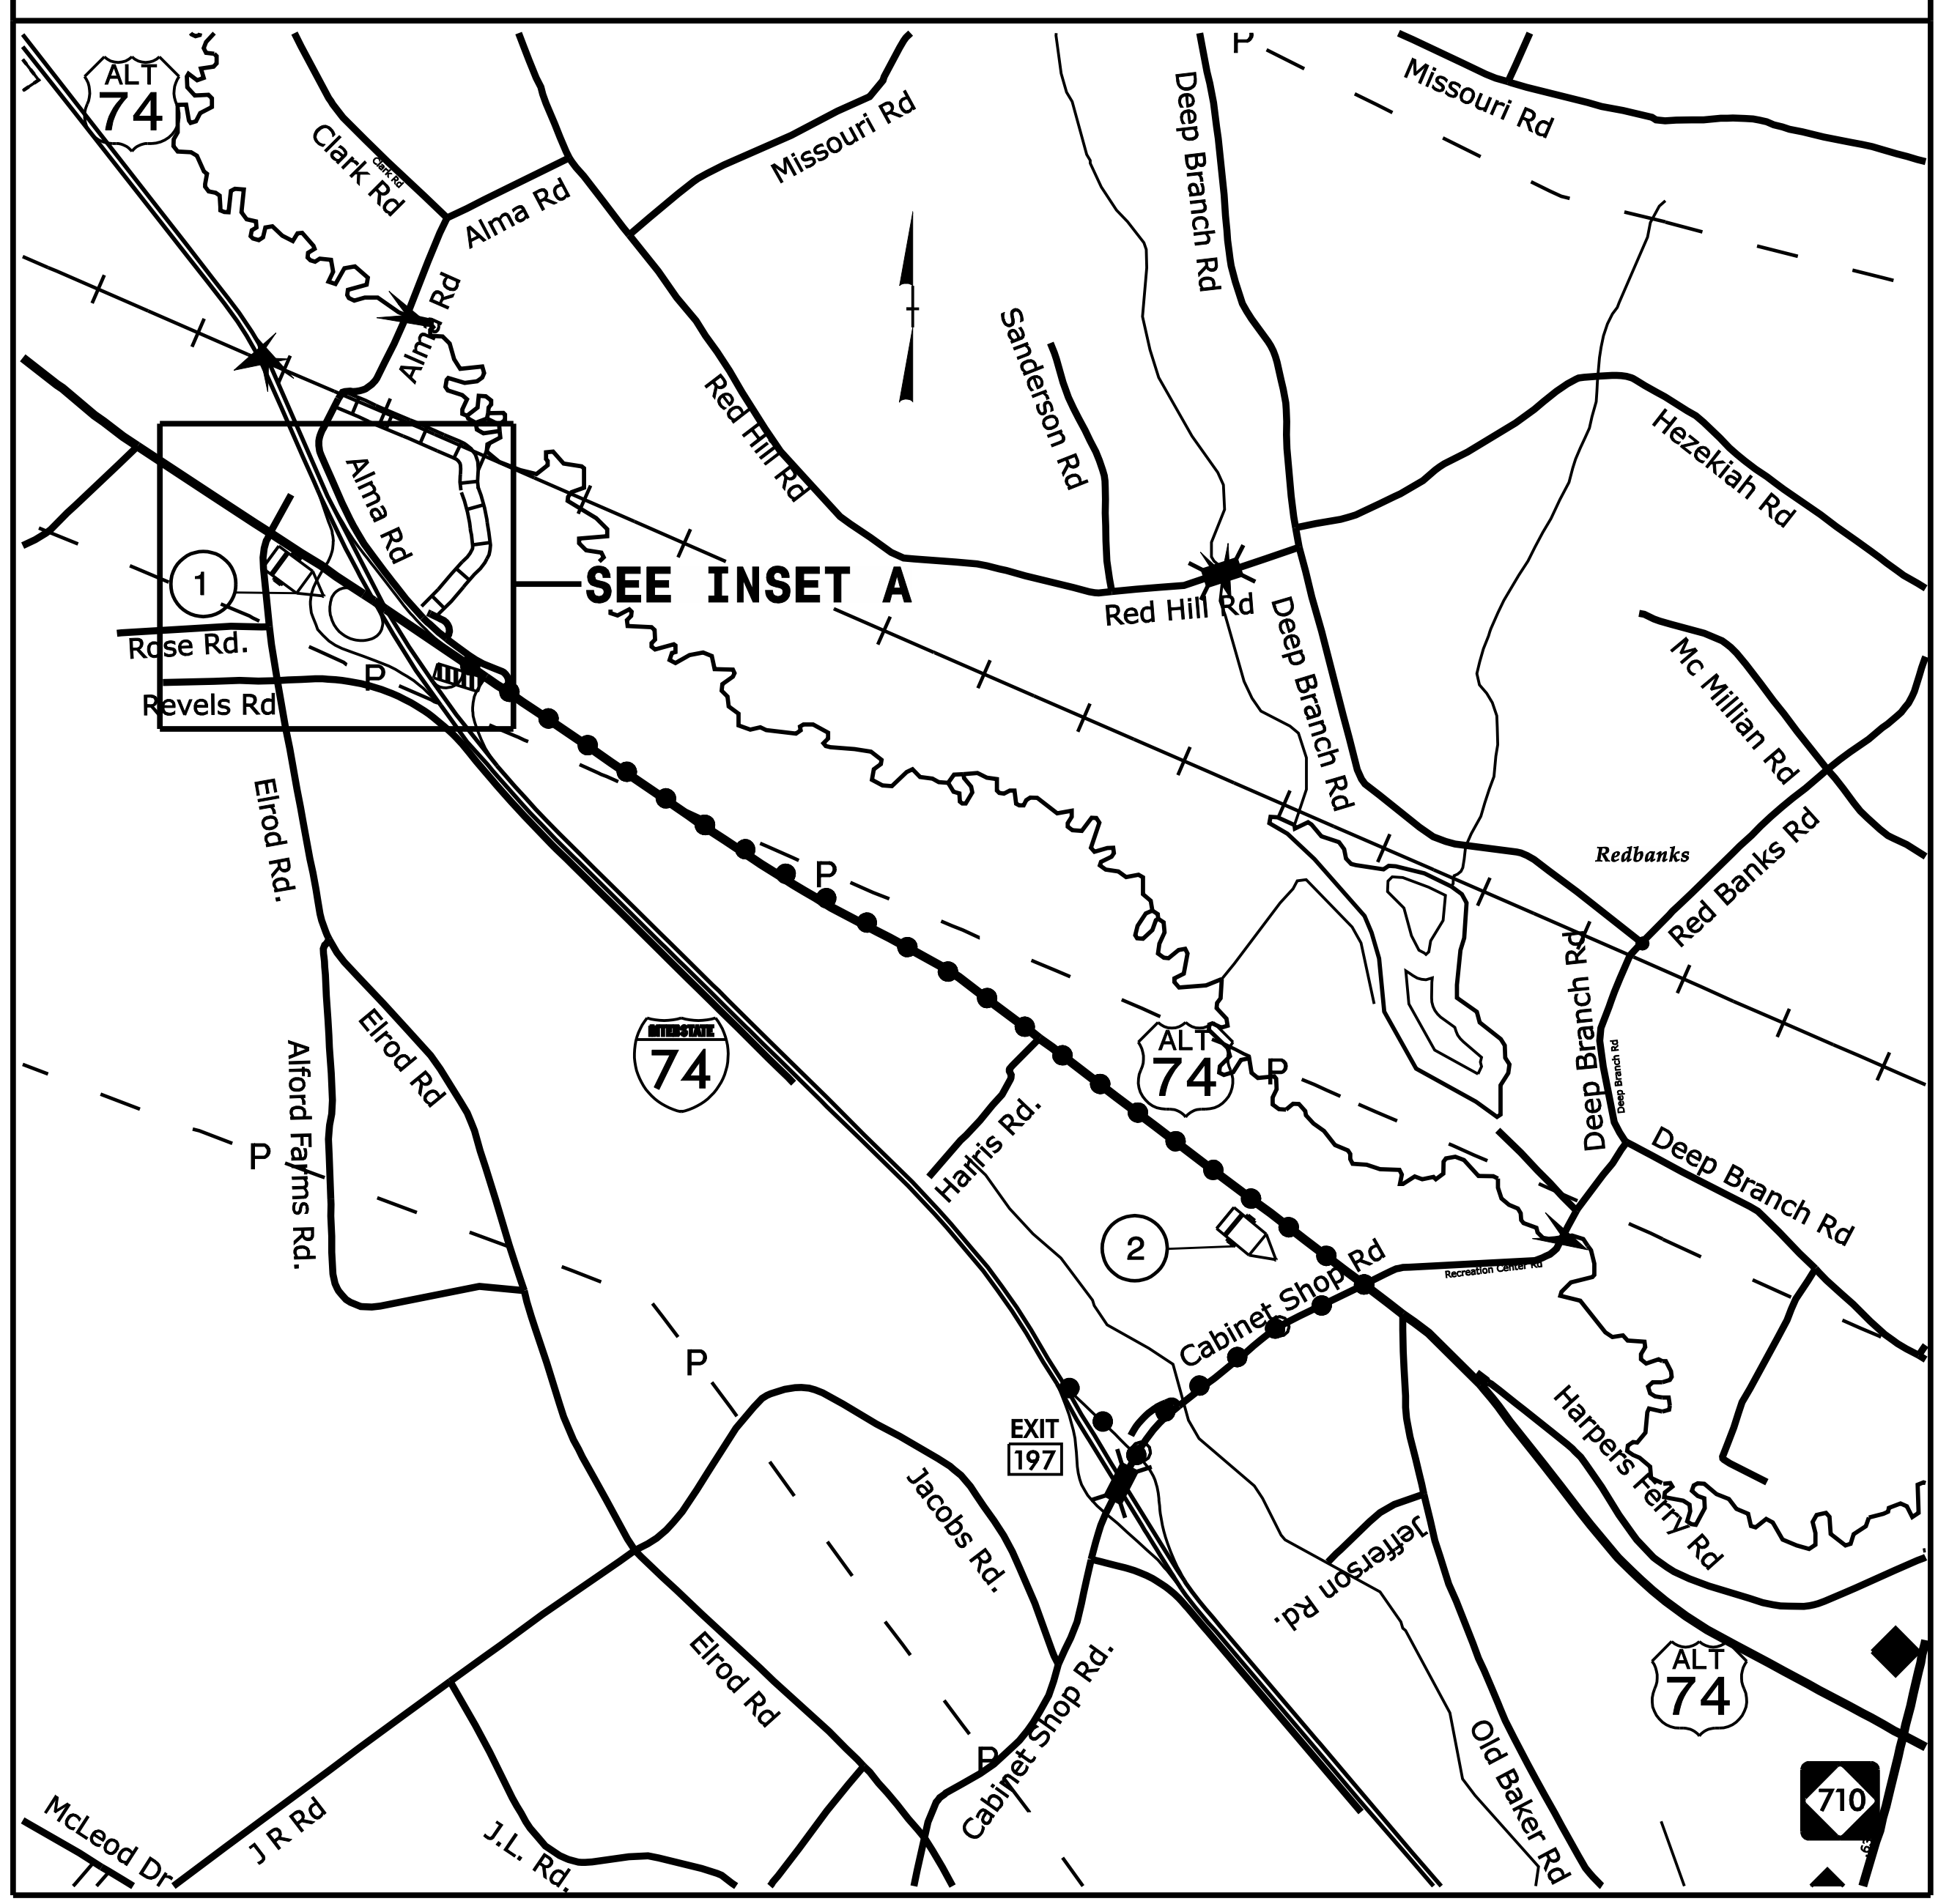 P
ALT
74
Missouri Rd
Deep Branch Rd
Missouri Rd
Clark Rd
Clark Rd
Alma Rd
Alma Rd
Sanderson Rd
Red Hill Rd
Hezekiah Rd
Alma Rd
1
SEE INSET A
Red Hill Rd
Rose Rd.
P
Revels Rd
Deep Branch Rd
Mc Millian Rd
Elrod Rd.
Redbanks
P
Red Banks Rd
Deep Branch Rd
Elrod Rd
INTERSTATE
74
ALT
74
P
Deep Branch Rd
Alford Farms Rd.
Harris Rd.
P
Deep Branch Rd
2
Cabinet Shop Rd
Recreation Center Rd
P
EXIT
197
Harpers Ferry Rd
Jacobs Rd.
Jefferson Rd.
Elrod Rd
ALT
74
Cabinet Shop Rd.
P
Old Baker Rd
710
McLeod Dr
J R Rd
J.L. Rd.